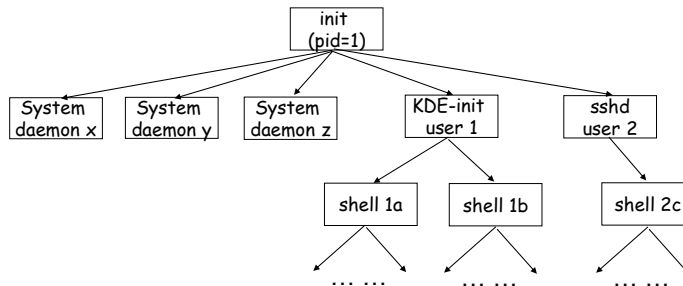 init
(pid=1)
System
daemon x
System
daemon y
System
daemon z
KDE-init
user 1
sshd
user 2
shell 1a
shell 1b
shell 2c
... ...
... ...
... ...